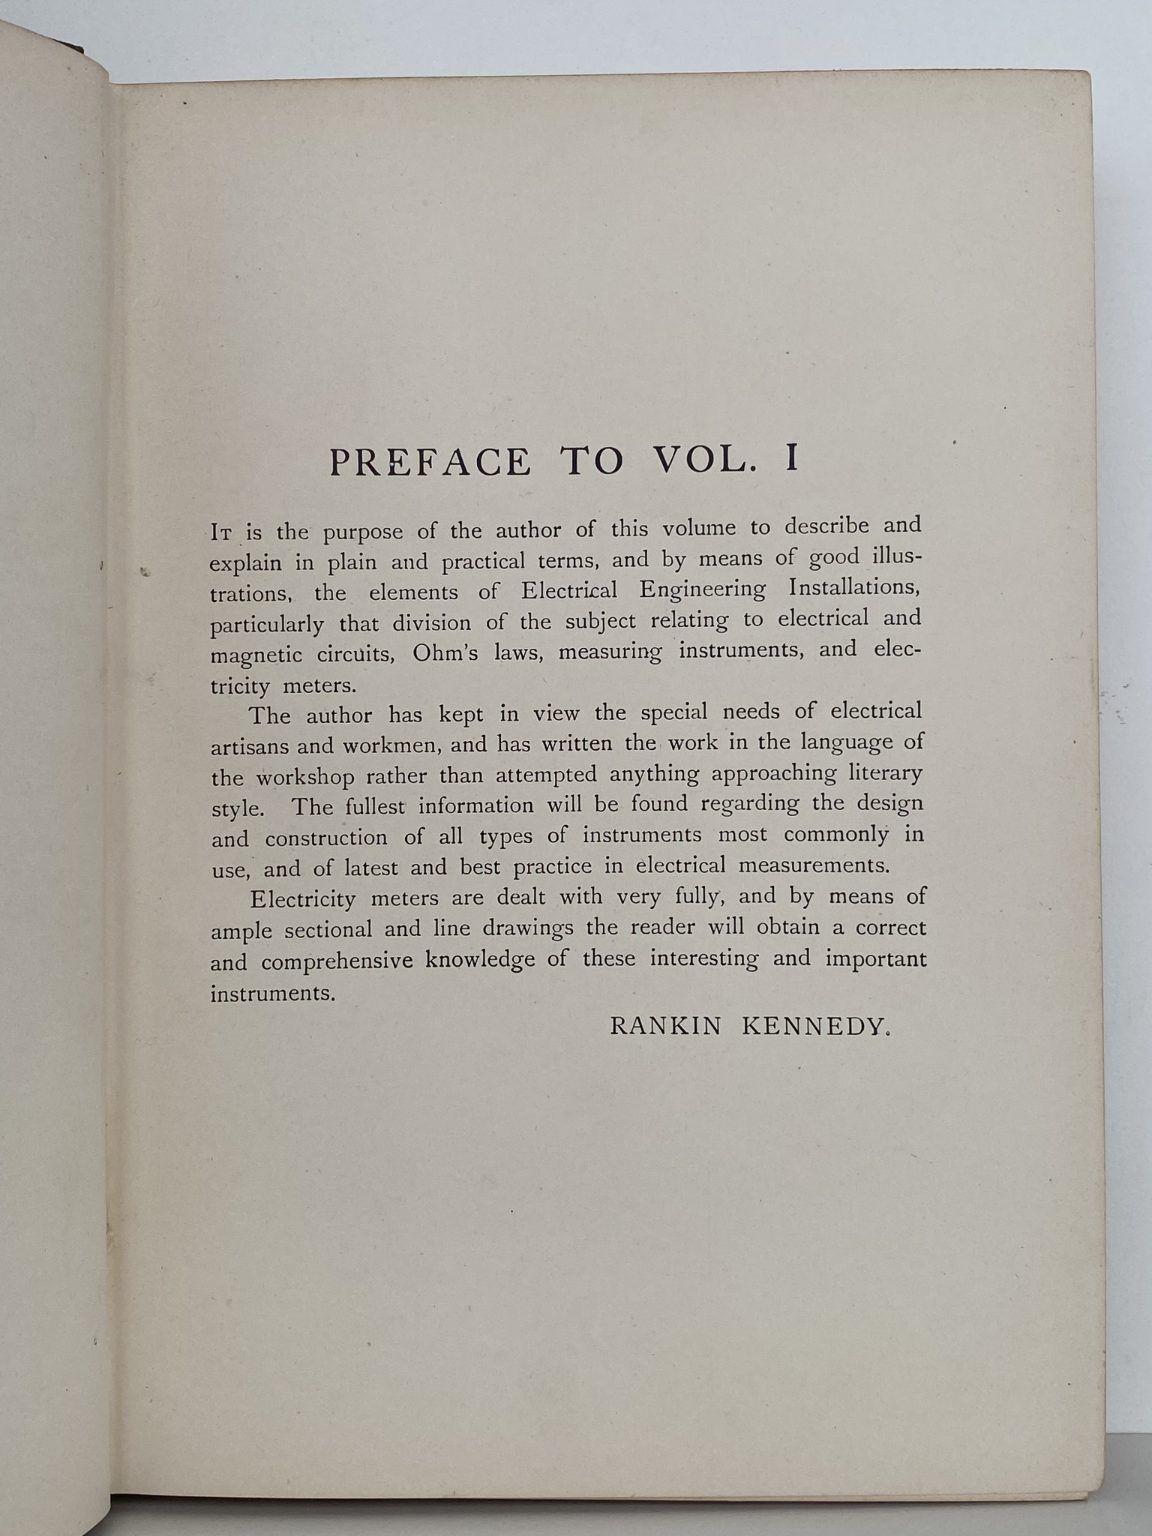 PREFACE TO VOL. I
IT is the purpose of the author of this volume to describe and
explain in plain and practical terms, and by means of good illus-
trations, the elements of Electrical Engineering Installations,
particularly that division of the subject relating to electrical and
magnetic circuits, Ohm's laws, measuring instruments, and elec-
tricity meters.
The author has kept in view the special needs of electrical
artisans and workmen, and has written the work in the language of
the workshop rather than attempted anything approaching literary
style. The fullest information will be found regarding the design
and construction of all types of instruments most commonly in
use, and of latest and best practice in electrical measurements.
Electricity meters are dealt with very fully, and by means of
ample sectional and line drawings the reader will obtain a correct
and comprehensive knowledge of these interesting and important
instruments.
RANKIN KENNEDY.